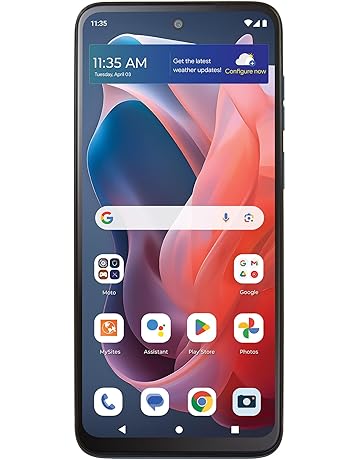 11:35
11:35 AM
Tuesday, April 03
Get the latest
weather updates!
Configure now
Moto
Google
MySites
Assistant
Play Store
Photos